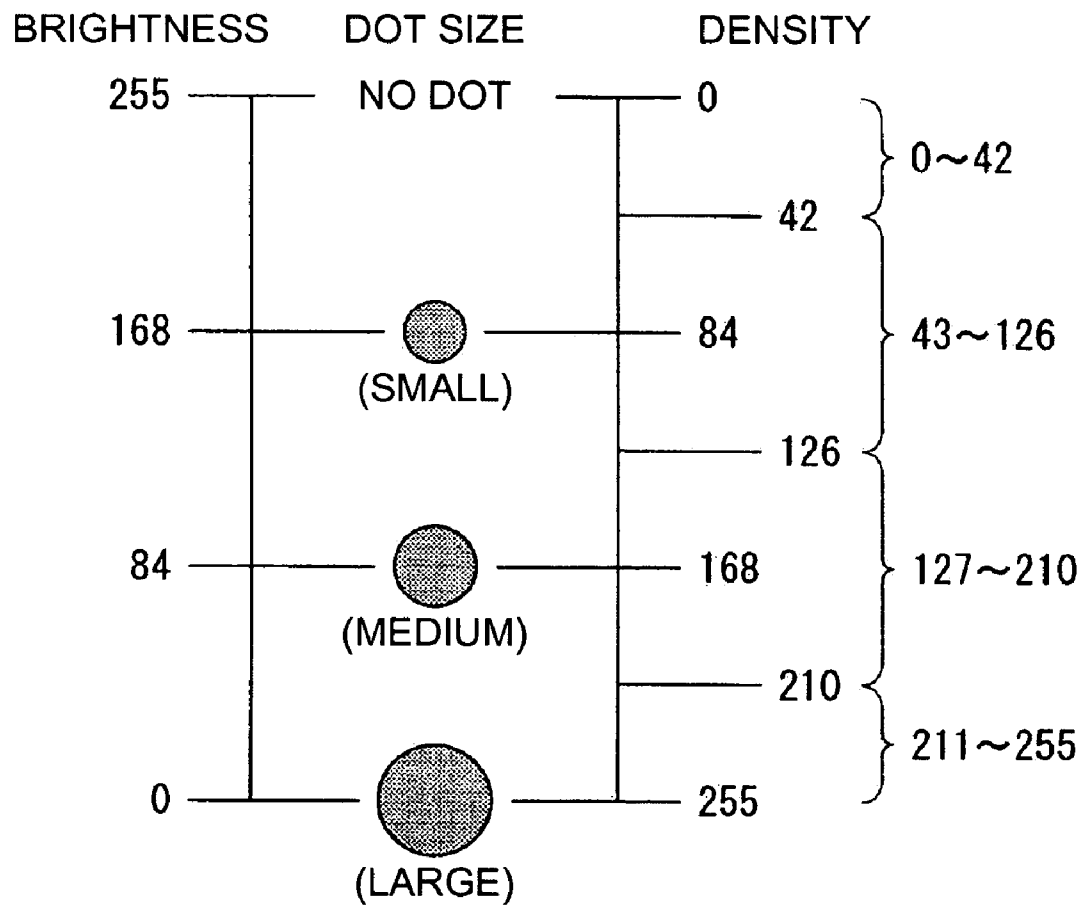 BRIGHTNESS DOT SIZE DENSITY
255 NO DOT 0
0～42
42
168 84 43～126
(SMALL)
126
84 168 127～210
(MEDIUM)
210
211～255
0 255
(LARGE)